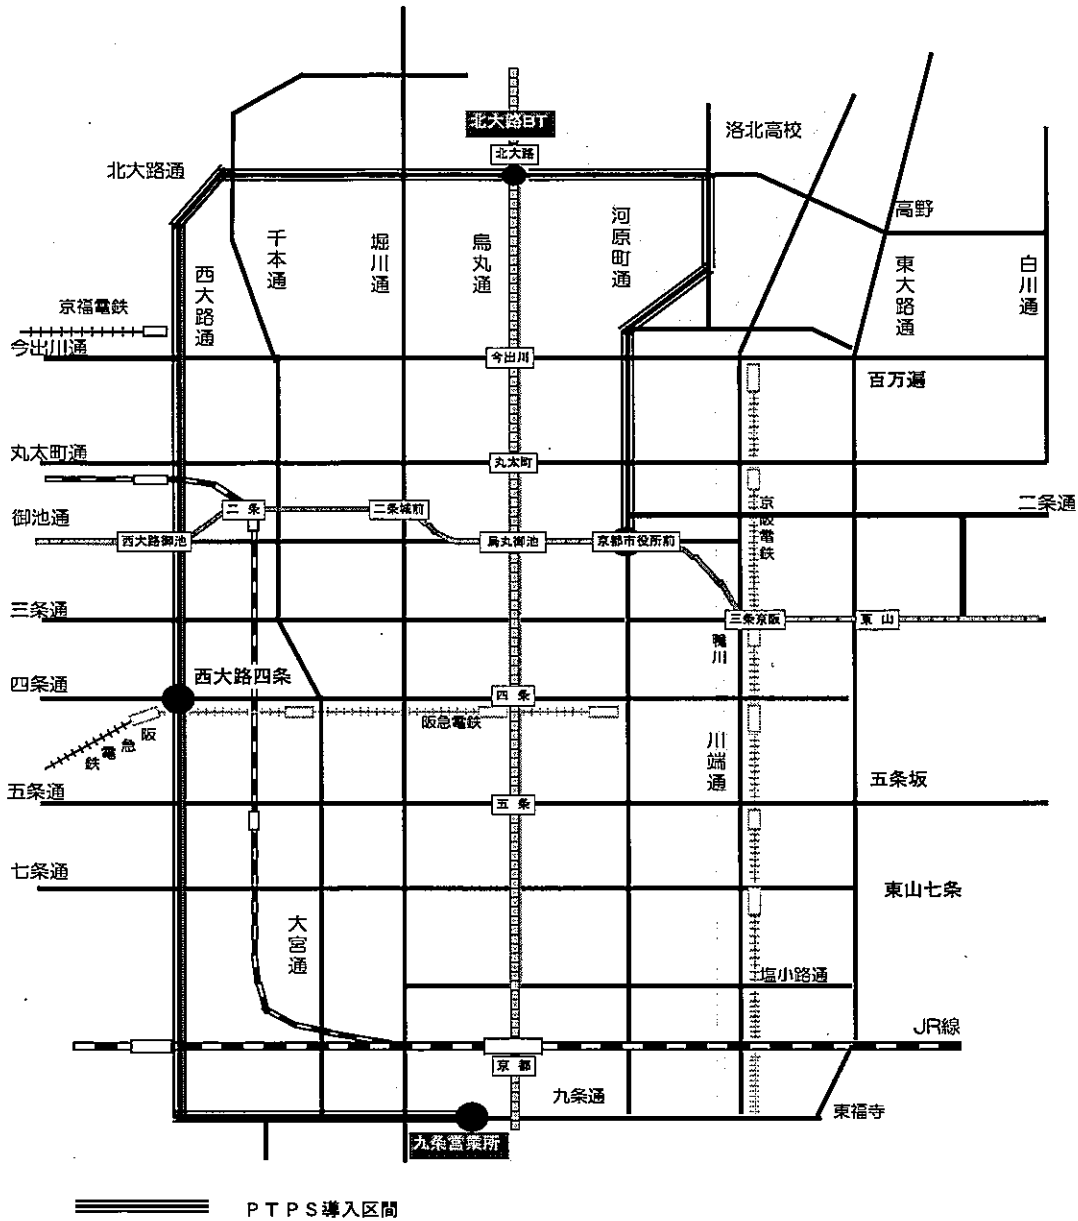 北大路BT
洛北高校
北大路
北大路通
高野
河原町通
千本通
堀川通
烏丸通
東大路通
白川通
西大路通
京福電鉄
今出川通
今出川
百万遍
丸太町通
丸太町
京阪電鉄
二条
二条城前
二条通
御池通
西大路御池
烏丸御池
京都市役所前
三条通
三条京阪
東山
鴨川
西大路四条
四条通
四条
阪急電鉄
阪急電鉄
川端通
五条通
五条
五条坂
七条通
東山七条
大宮通
塩小路通
JR線
京都
九条通
東福寺
九条営業所
PTPS導入区間